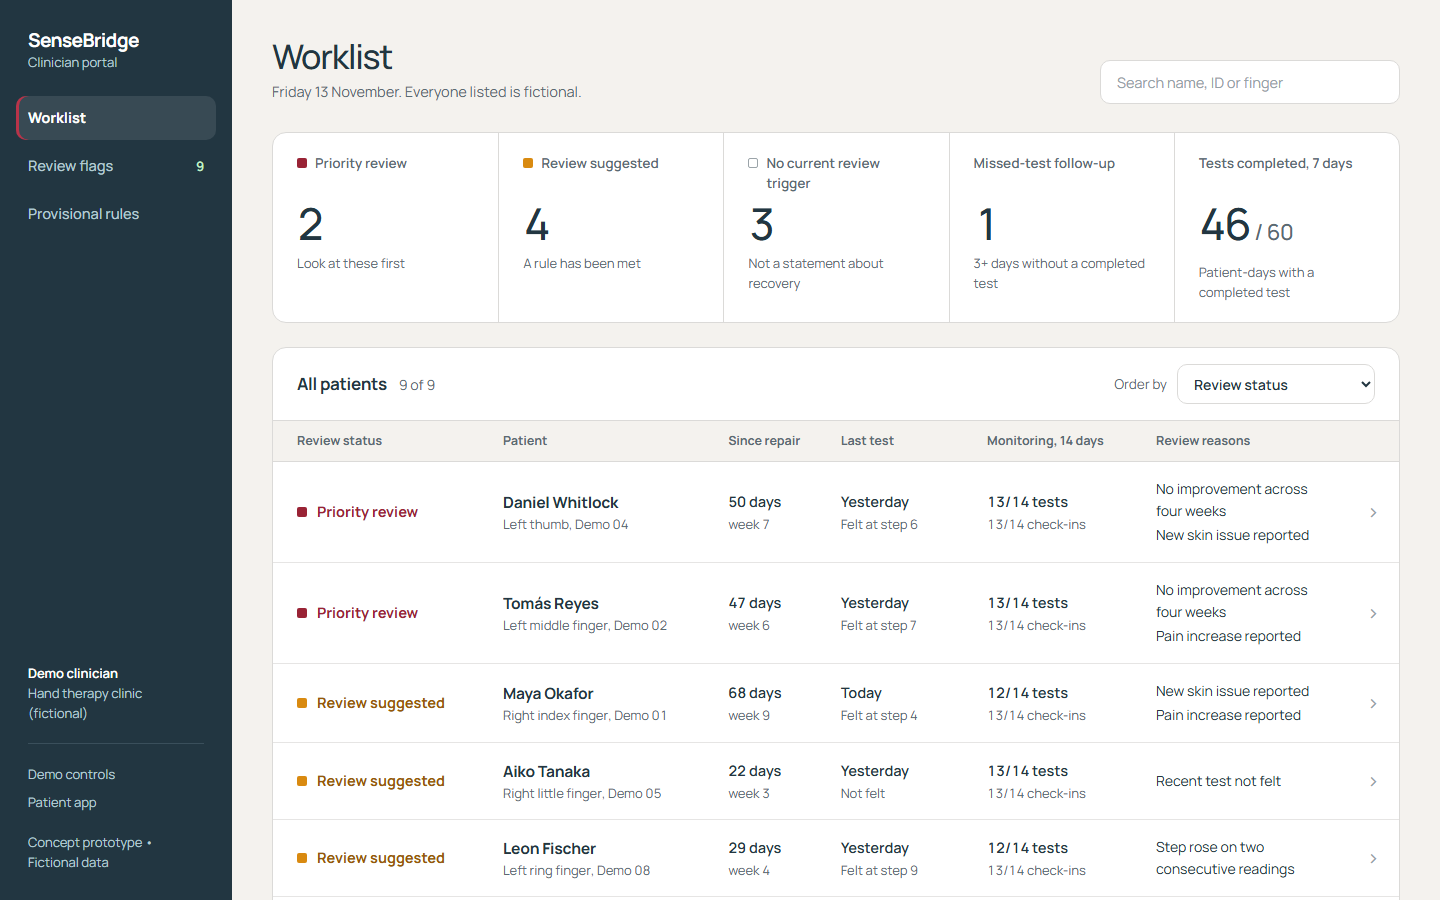 SenseBridge
Clinician portal
Worklist
Review flags 9
Provisional rules
Demo clinician
Hand therapy clinic
(fictional)
Demo controls
Patient app
Concept prototype •
Fictional data
Worklist
Friday 13 November. Everyone listed is fictional.
Search name, ID or finger
Priority review
2
Look at these first
Review suggested
4
A rule has been met
No current review
trigger
3
Not a statement about
recovery
Missed-test follow-up
1
3+ days without a completed
test
Tests completed, 7 days
46 / 60
Patient-days with a
completed test
All patients 9 of 9
Order by Review status
Review status Patient Since repair Last test Monitoring, 14 days Review reasons
Priority review
Daniel Whitlock
Left thumb, Demo 04
50 days
week 7
Yesterday
Felt at step 6
13/14 tests
13/14 check-ins
No improvement across
four weeks
New skin issue reported
Priority review
Tomás Reyes
Left middle finger, Demo 02
47 days
week 6
Yesterday
Felt at step 7
13/14 tests
13/14 check-ins
No improvement across
four weeks
Pain increase reported
Review suggested
Maya Okafor
Right index finger, Demo 01
68 days
week 9
Today
Felt at step 4
12/14 tests
13/14 check-ins
New skin issue reported
Pain increase reported
Review suggested
Aiko Tanaka
Right little finger, Demo 05
22 days
week 3
Yesterday
Not felt
13/14 tests
13/14 check-ins
Recent test not felt
Review suggested
Leon Fischer
Left ring finger, Demo 08
29 days
week 4
Yesterday
Felt at step 9
12/14 tests
13/14 check-ins
Step rose on two
consecutive readings